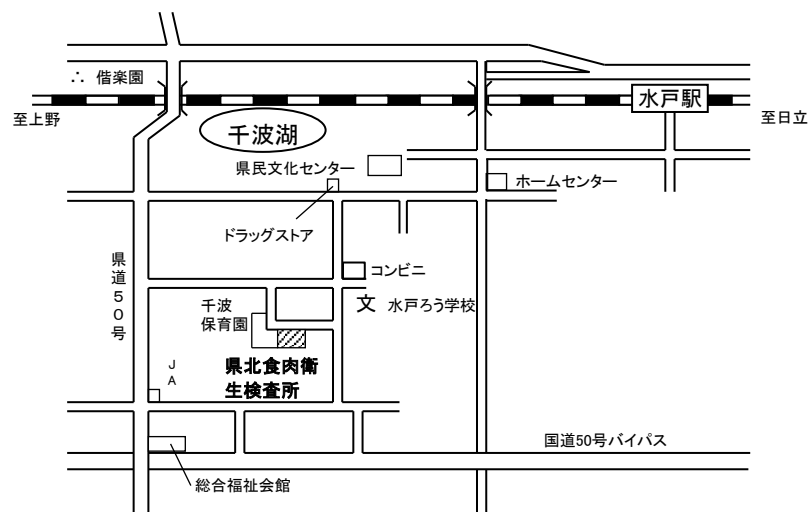 ∴ 偕楽園
水戸駅
至上野
至日立
千波湖
県民文化センター
ホームセンター
ドラッグストア
県道５０号
コンビニ
千波
保育園
文 水戸ろう学校
県北食肉衛
生検査所
ＪＡ
国道50号バイパス
総合福祉会館